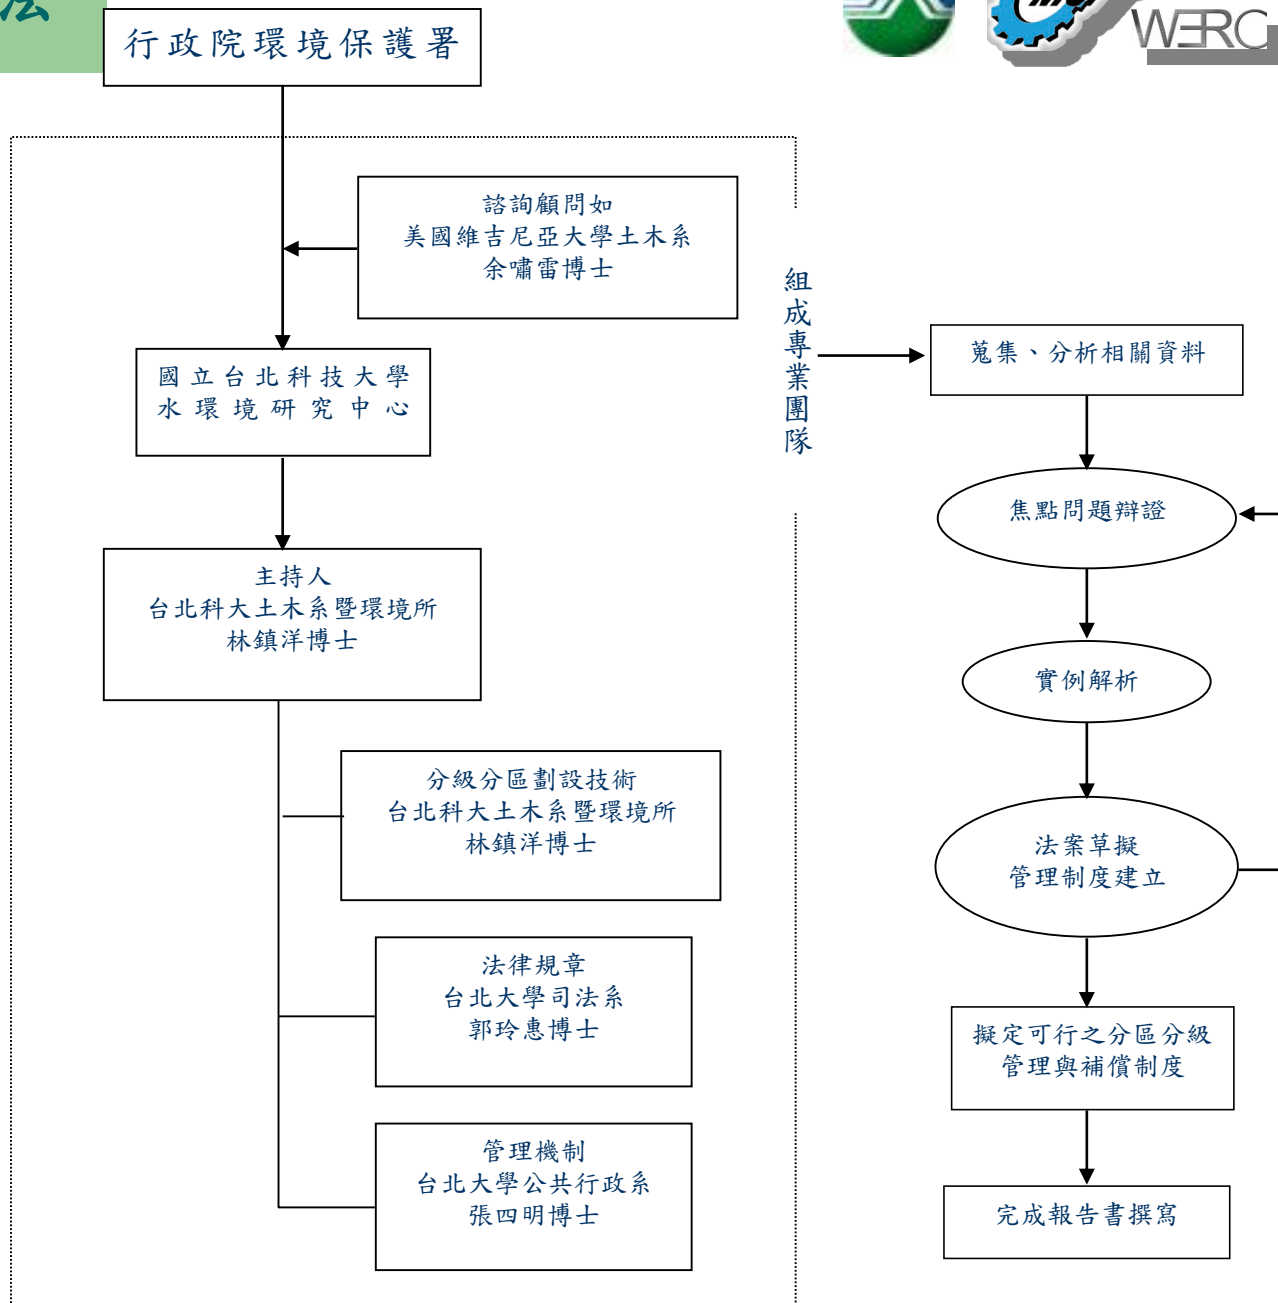 法
WERC
行政院環境保護署
諮詢顧問如
美國維吉尼亞大學土木系
余嘯雷博士
國立台北科技大學
水環境研究中心
主持人
台北科大土木系暨環境所
林鎮洋博士
分級分區劃設技術
台北科大土木系暨環境所
林鎮洋博士
法律規章
台北大學司法系
郭玲惠博士
管理機制
台北大學公共行政系
張四明博士
組成專業團隊
蒐集、分析相關資料
焦點問題辯證
實例解析
法案草擬
管理制度建立
擬定可行之分區分級
管理與補償制度
完成報告書撰寫